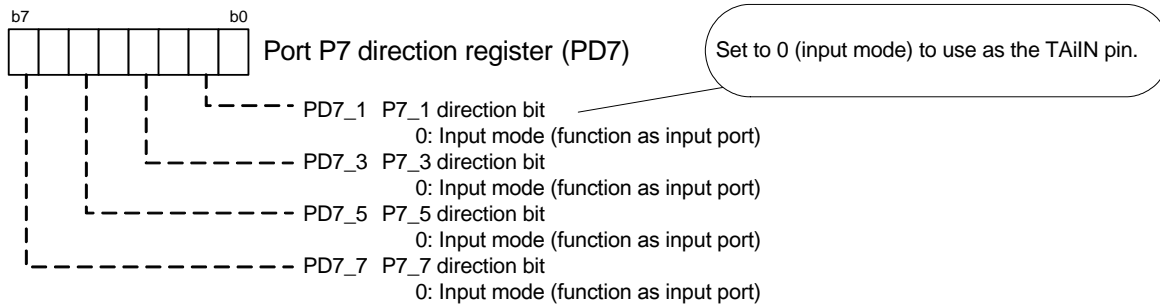 b7 b0
Port P7 direction register (PD7)
Set to 0 (input mode) to use as the TAiIN pin.
PD7_1 P7_1 direction bit
0: Input mode (function as input port)
PD7_3 P7_3 direction bit
0: Input mode (function as input port)
PD7_5 P7_5 direction bit
0: Input mode (function as input port)
PD7_7 P7_7 direction bit
0: Input mode (function as input port)